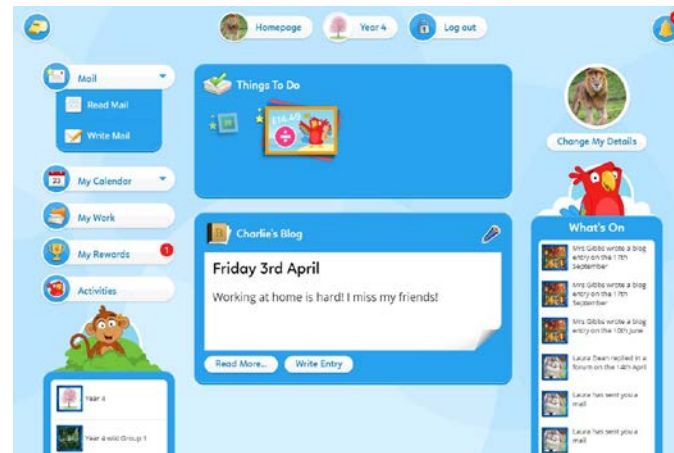 Homepage
Year 4
Log out
Mail
Read Mail
Write Mail
23
My Calendar
My Work
My Rewards
1
Activities
Year 4
Year 4 wild Group 1
Things To Do
£14.40
÷
B
Charlie's Blog
Friday 3rd April
Working at home is hard! I miss my friends!
Read More...
Write Entry
Change My Details
What's On
Mrs Gibbs wrote a blog
entry on the 17th
September
Mrs Gibbs wrote a blog
entry on the 17th
September
Mrs Gibbs wrote a blog
entry on the 10th June
Laura Dean replied in a
forum on the 14th April
Laura has sent you a
mail
Laura has sent you a
mail